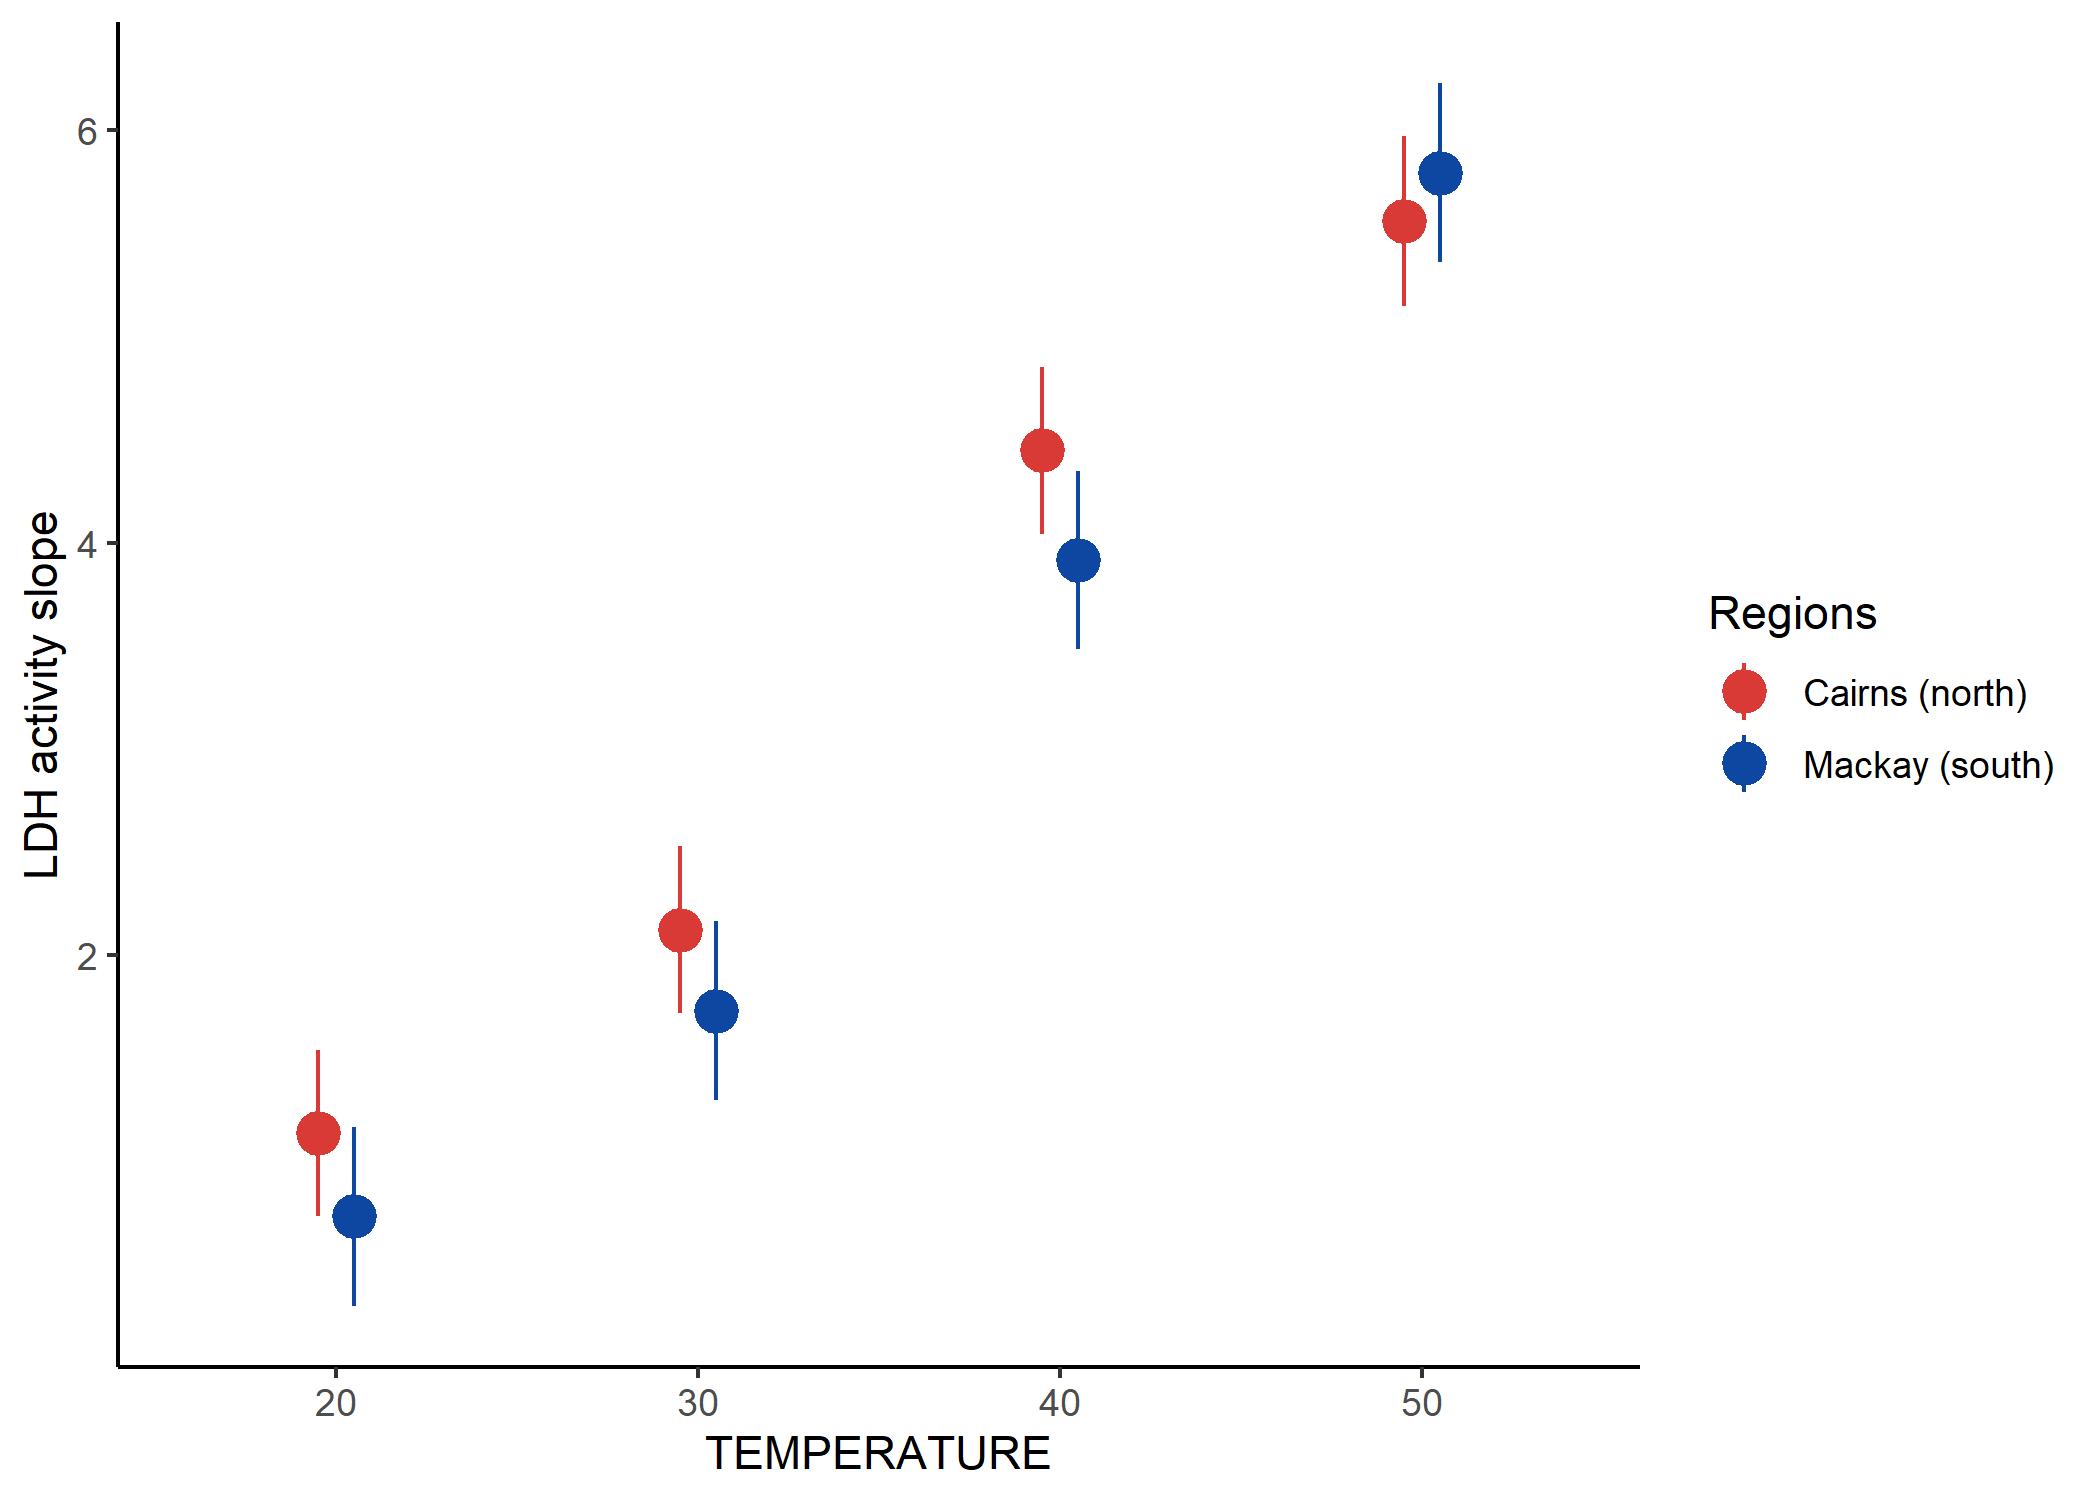 6
4
2
LDH activity slope
20 30 40 50
TEMPERATURE
Regions
Cairns (north)
Mackay (south)